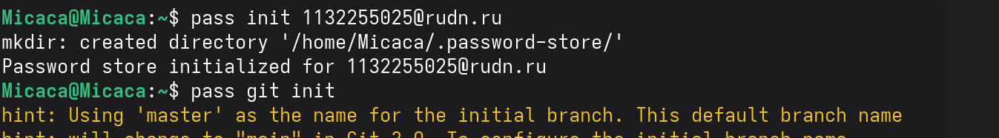 Micaca@Micaca:~$ pass init 1132255025@rudn.ru
mkdir: created directory '/home/Micaca/.password-store/'
Password store initialized for 1132255025@rudn.ru
Micaca@Micaca:~$ pass git init
hint: Using 'master' as the name for the initial branch. This default branch name
hint: will change to "main" in Git 3.0. To configure the initial branch name